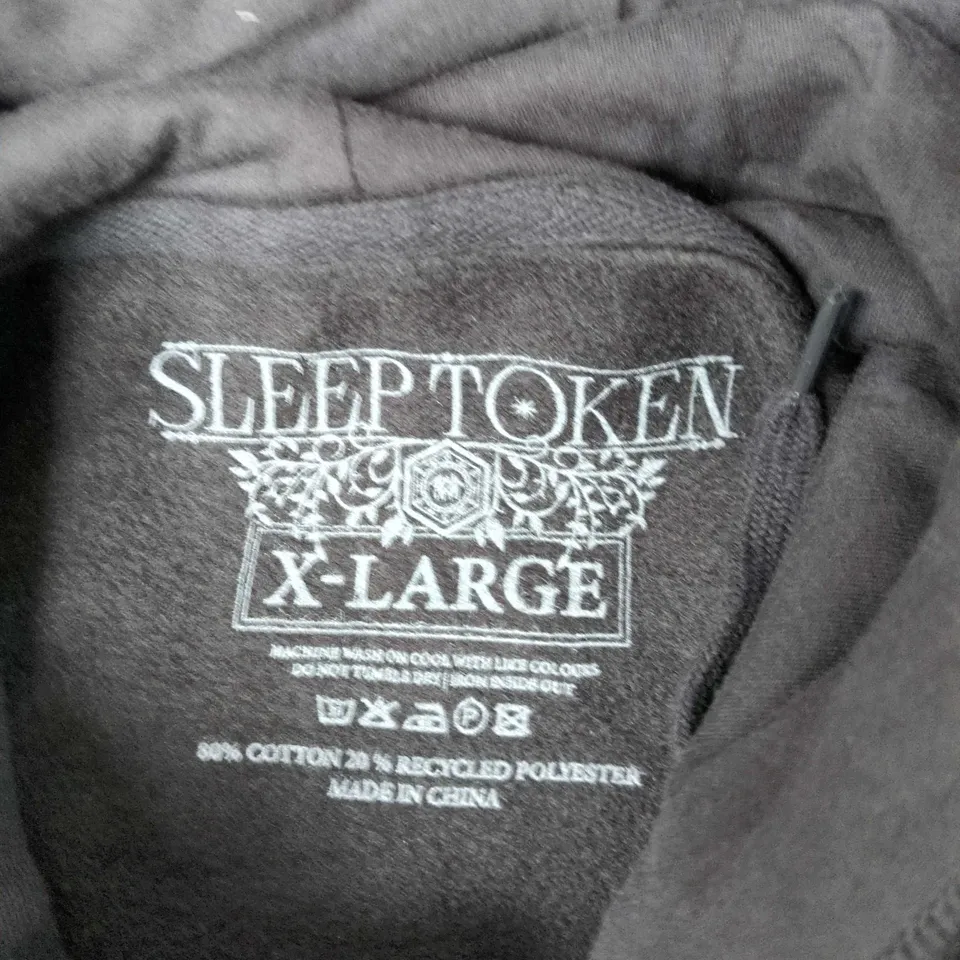 SLEEP TOKEN
X-LARGE
MACHINE WASH ON COOL WITH LIKE COLOURS
DO NOT TUMBLE DRY | IRON INSIDE OUT
P
80% COTTON 20 % RECYCLED POLYESTER
MADE IN CHINA